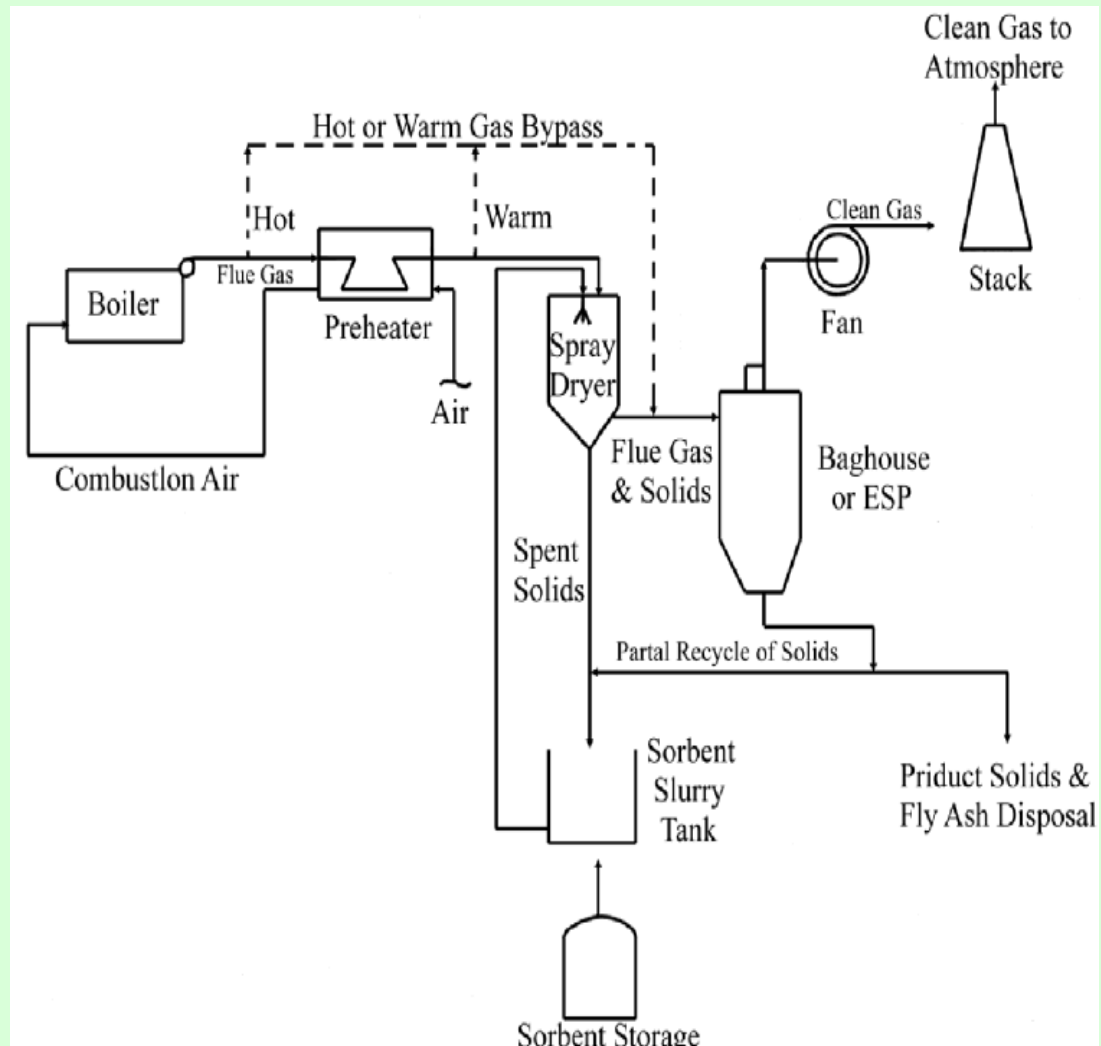 Clean Gas to
Atmosphere
Hot or Warm Gas Bypass
Hot
Warm
Clean Gas
Flue Gas
Boiler
Preheater
Stack
Fan
Spray
Dryer
Air
Combustlon Air
Flue Gas
& Solids
Baghouse
or ESP
Spent
Solids
Partal Recycle of Solids
Sorbent
Slurry
Tank
Priduct Solids &
Fly Ash Disposal
Sorbent Storage